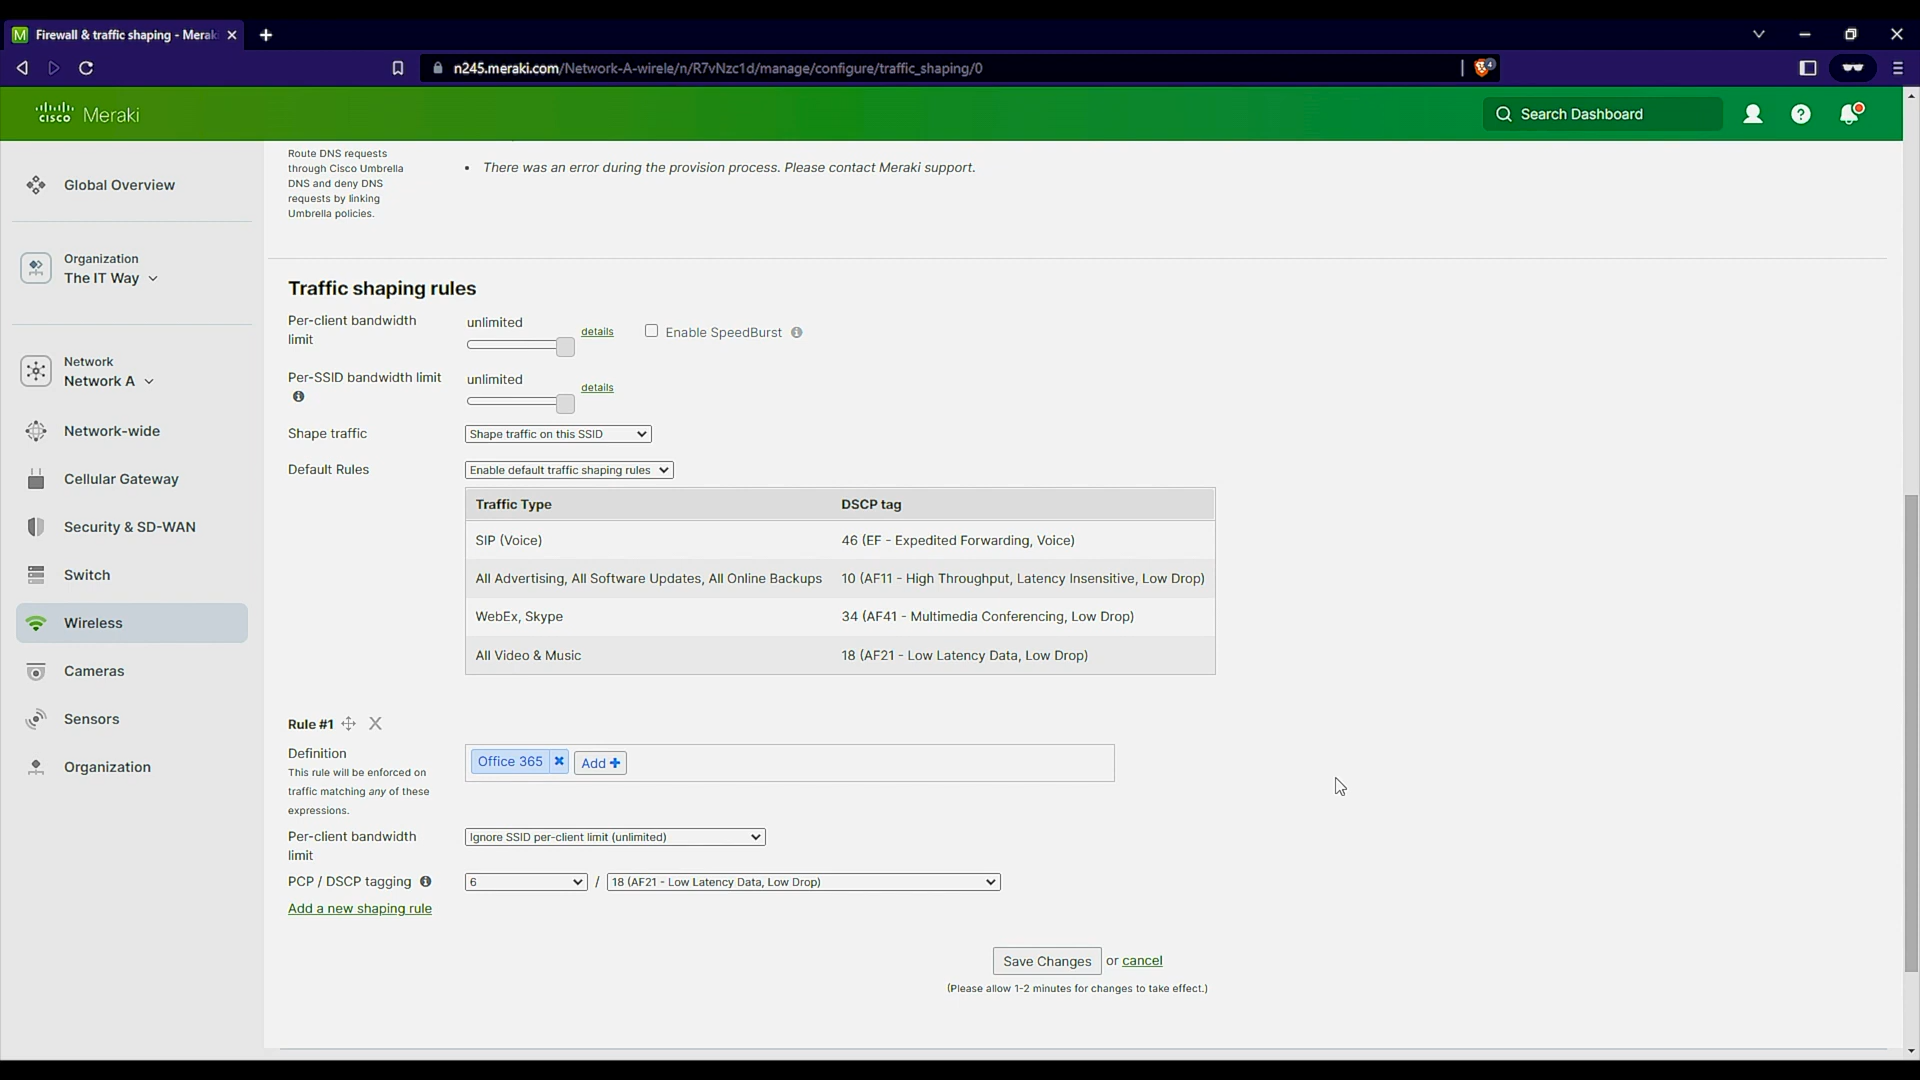 Firewall & traffic shaping - Merak
n245.meraki.com/Network-A-wirele/n/R7vNzc1d/manage/configure/traffic_shaping/0
4
CISCO Meraki
Search Dashboard
Global Overview
Organization
The IT Way
Network
Network A
Network-wide
Cellular Gateway
Security & SD-WAN
Switch
Wireless
Cameras
Sensors
Organization
Route DNS requests
through Cisco Umbrella
DNS and deny DNS
requests by linking
Umbrella policies.
• There was an error during the provision process. Please contact Meraki support.
Traffic shaping rules
Per-client bandwidth
limit
unlimited
details
Enable SpeedBurst
Per-SSID bandwidth limit
unlimited
details
Shape traffic
Shape traffic on this SSID
Default Rules
Enable default traffic shaping rules
Traffic Type DSCP tag
SIP (Voice) 46 (EF - Expedited Forwarding, Voice)
All Advertising, All Software Updates, All Online Backups 10 (AF11 - High Throughput, Latency Insensitive, Low Drop)
WebEx, Skype 34 (AF41 - Multimedia Conferencing, Low Drop)
All Video & Music 18 (AF21 - Low Latency Data, Low Drop)
Rule #1
Definition
This rule will be enforced on
traffic matching any of these
expressions.
Office 365
Add
Per-client bandwidth
limit
Ignore SSID per-client limit (unlimited)
PCP / DSCP tagging
6 / 18 (AF21 - Low Latency Data, Low Drop)
Add a new shaping rule
Save Changes or cancel
(Please allow 1-2 minutes for changes to take effect.)